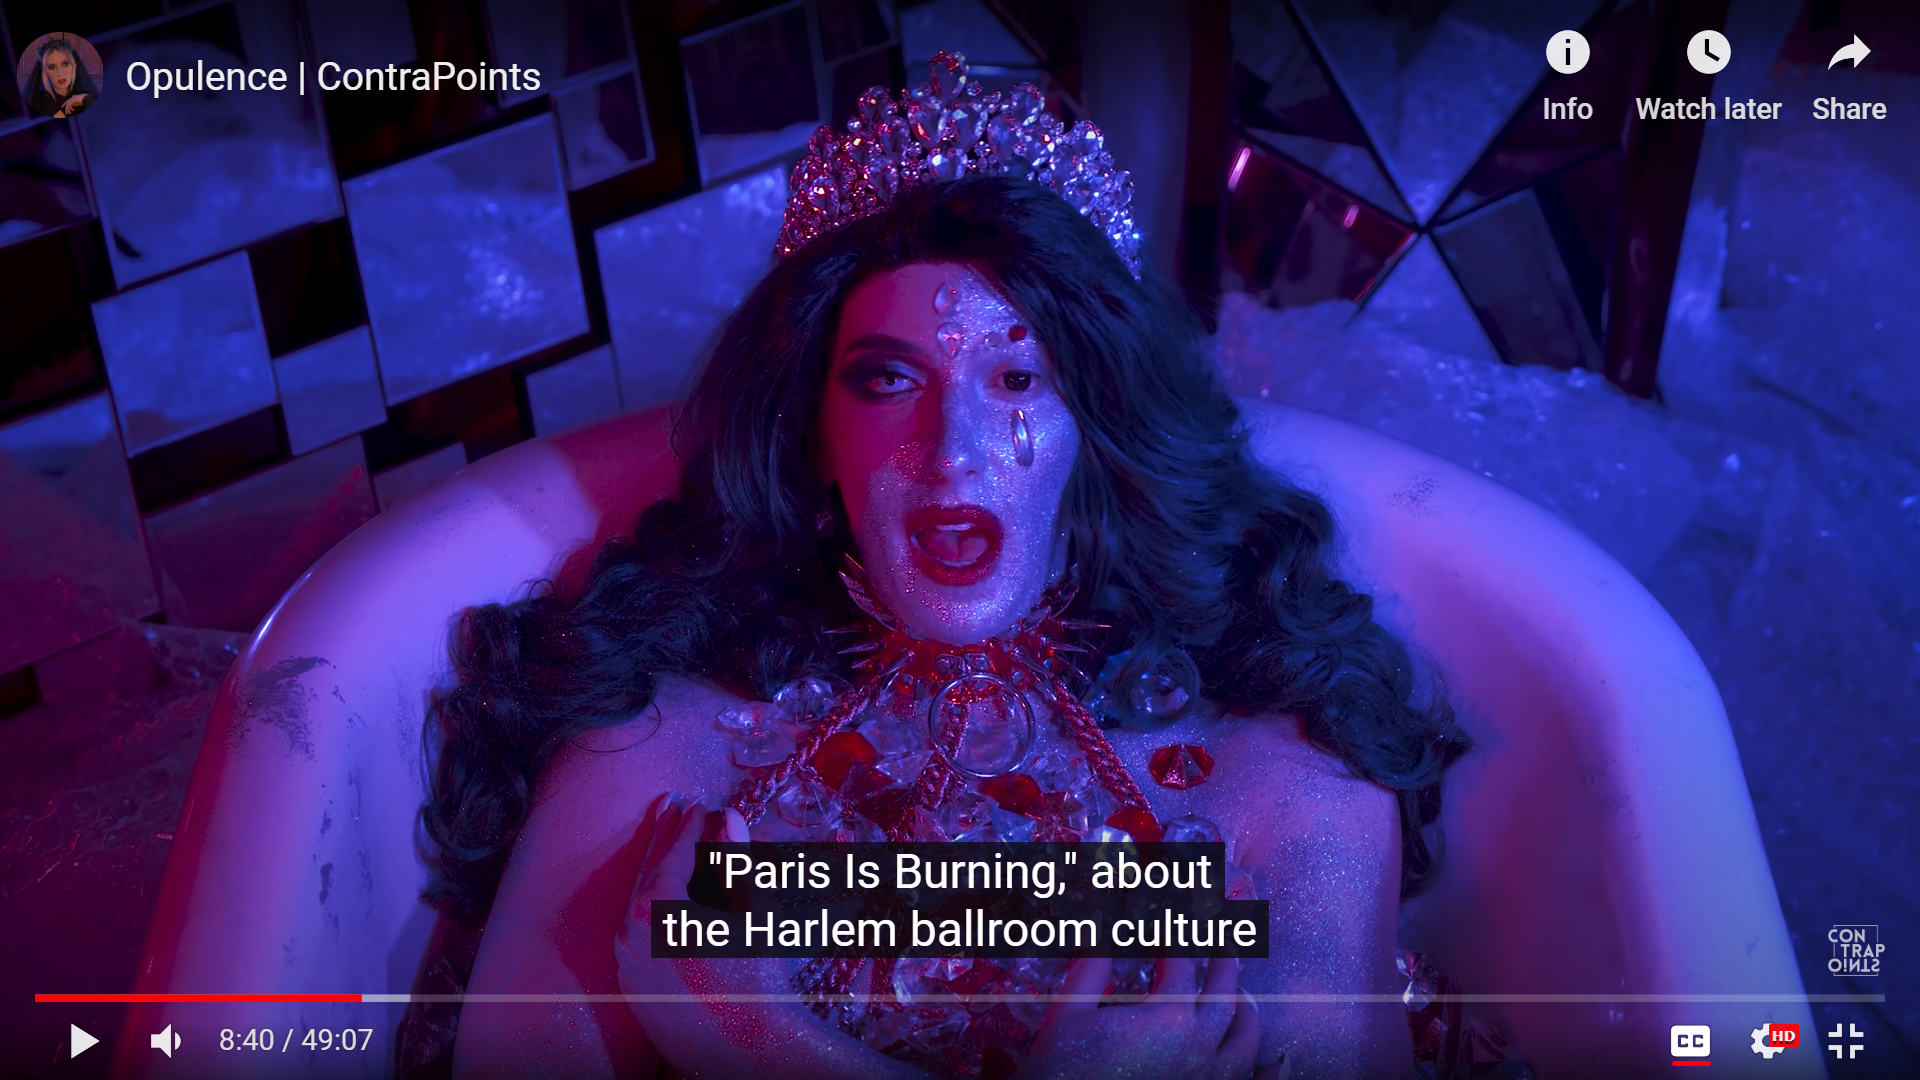 Opulence | ContraPoints
Info
Watch later
Share
"Paris Is Burning," about
the Harlem ballroom culture
CON
TRAP
OINTS
8:40 / 49:07
CC
HD